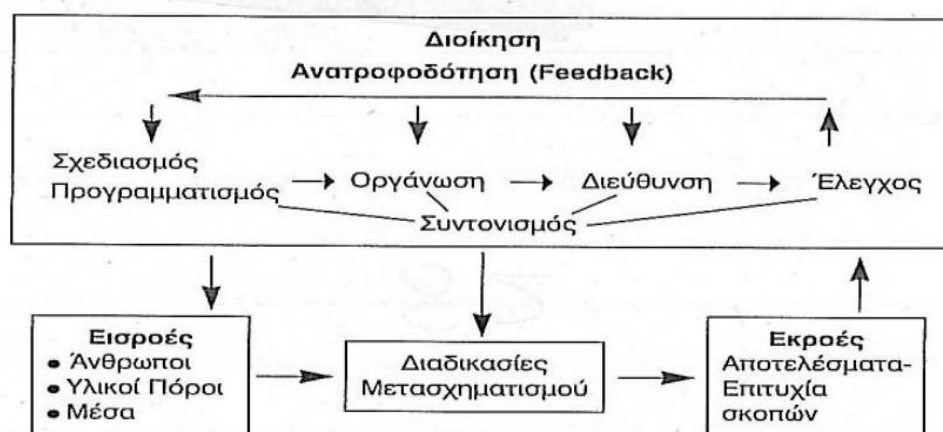 Διοίκηση
Ανατροφοδότηση (Feedback)
Σχεδιασμός
Προγραμματισμός
Οργάνωση
Διεύθυνση
Έλεγχος
Συντονισμός
Εισροές
• Άνθρωποι
• Υλικοί Πόροι
• Μέσα
Διαδικασίες
Μετασχηματισμού
Εκροές
Αποτελέσματα-
Επιτυχία
σκοπών